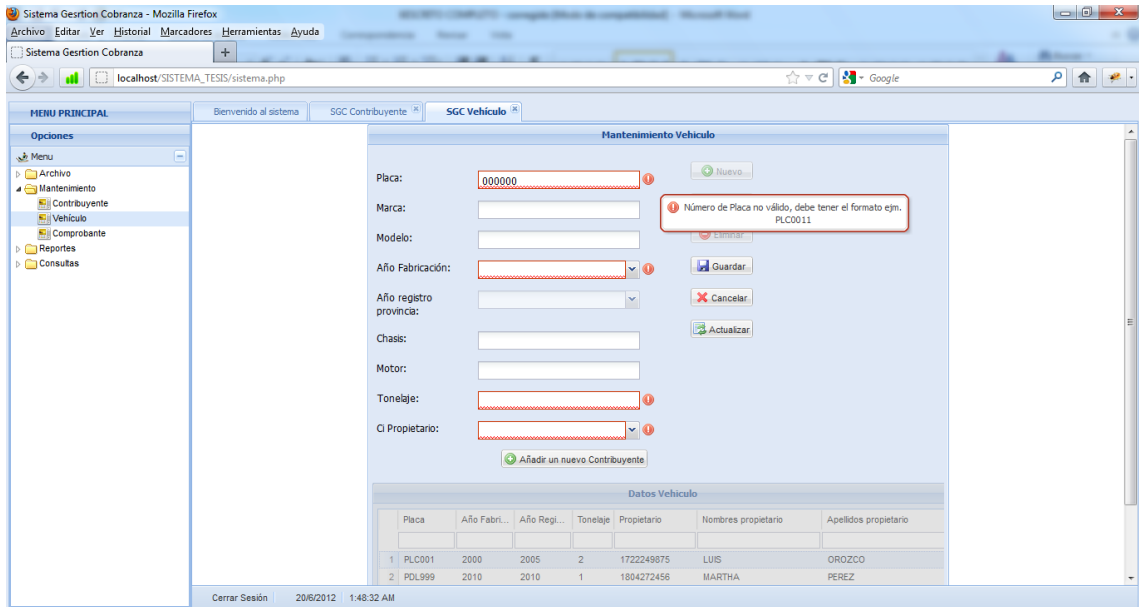 Sistema Gesrtion Cobranza - Mozilla Firefox
Archivo Editar Ver Historial Marcadores Herramientas Ayuda
Sistema Gesrtion Cobranza
localhost/SISTEMA_TESIS/sistema.php
Google
MENU PRINCIPAL
Bienvenido al sistema
SGC Contribuyente
SGC Vehículo
Opciones
Menu
Archivo
Mantenimiento
Contribuyente
Vehículo
Comprobante
Reportes
Consultas
Mantenimiento Vehiculo
Placa: 000000
Nuevo
Número de Placa no válido, debe tener el formato ejm.
PLC0011
Marca:
Modelo:
Eliminar
Año Fabricación:
Guardar
Año registro
provincia:
Cancelar
Actualizar
Chasis:
Motor:
Tonelaje:
Ci Propietario:
Añadir un nuevo Contribuyente
Datos Vehiculo
Placa Año Fabri... Año Regi... Tonelaje Propietario Nombres propietario Apellidos propietario
1 PLC001 2000 2005 2 1722249875 LUIS OROZCO
2 PDL999 2010 2010 1 1804272456 MARTHA PEREZ
Cerrar Sesión 20/6/2012 1:48:32 AM